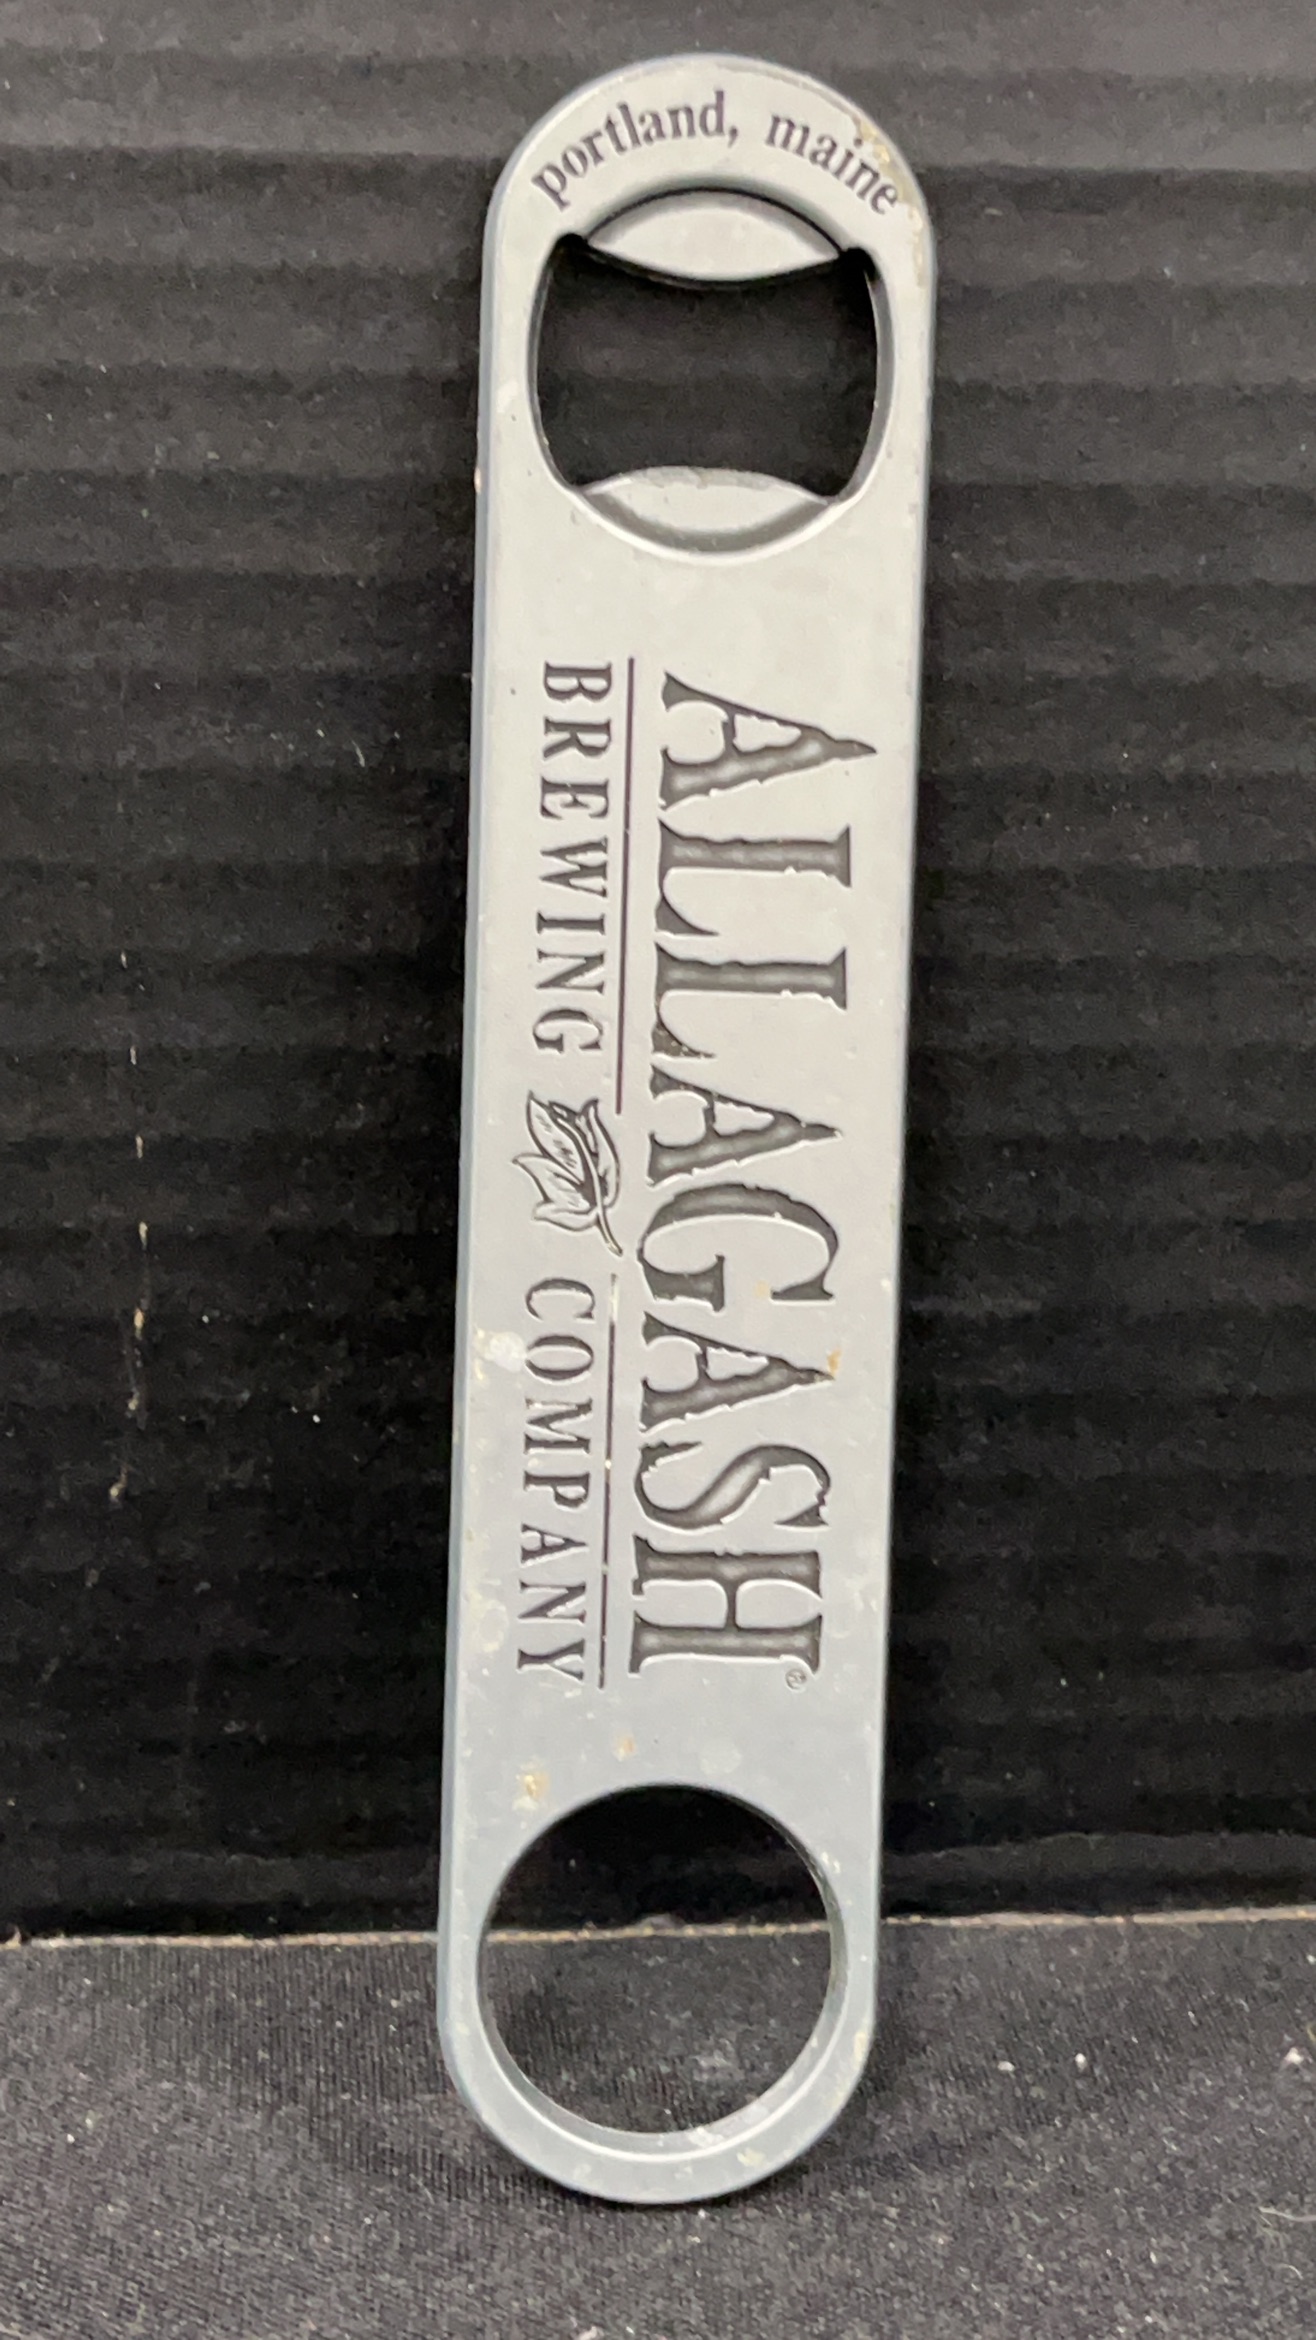 portland, maine
ALLAGASH®
BREWING COMPANY